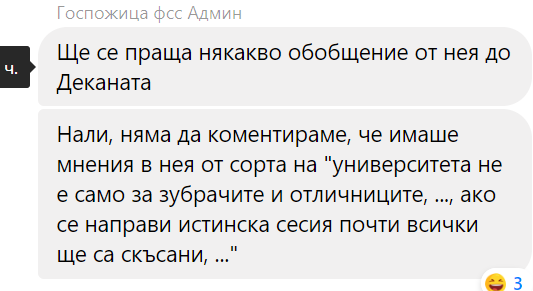 Госпожица фсс Админ
ч.
Ще се праща някакво обобщение от нея до
Деканата
Нали, няма да коментираме, че имаше
мнения в нея от сорта на "университета не
е само за зубрачите и отличниците, ..., ако
се направи истинска сесия почти всички
ще са скъсани, ..."
3